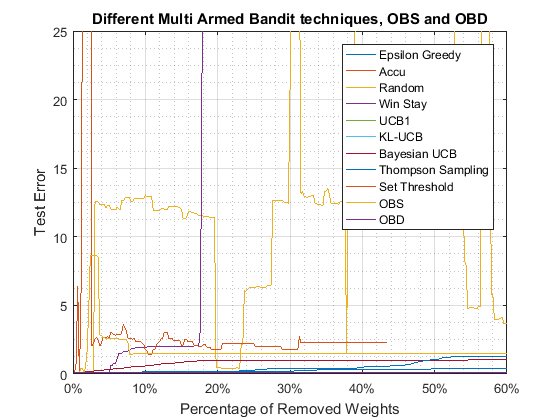 Different Multi Armed Bandit techniques, OBS and OBD
25
20
15
10
5
0
Test Error
Epsilon Greedy
Accu
Random
Win Stay
UCB1
KL-UCB
Bayesian UCB
Thompson Sampling
Set Threshold
OBS
OBD
0% 10% 20% 30% 40% 50% 60%
Percentage of Removed Weights